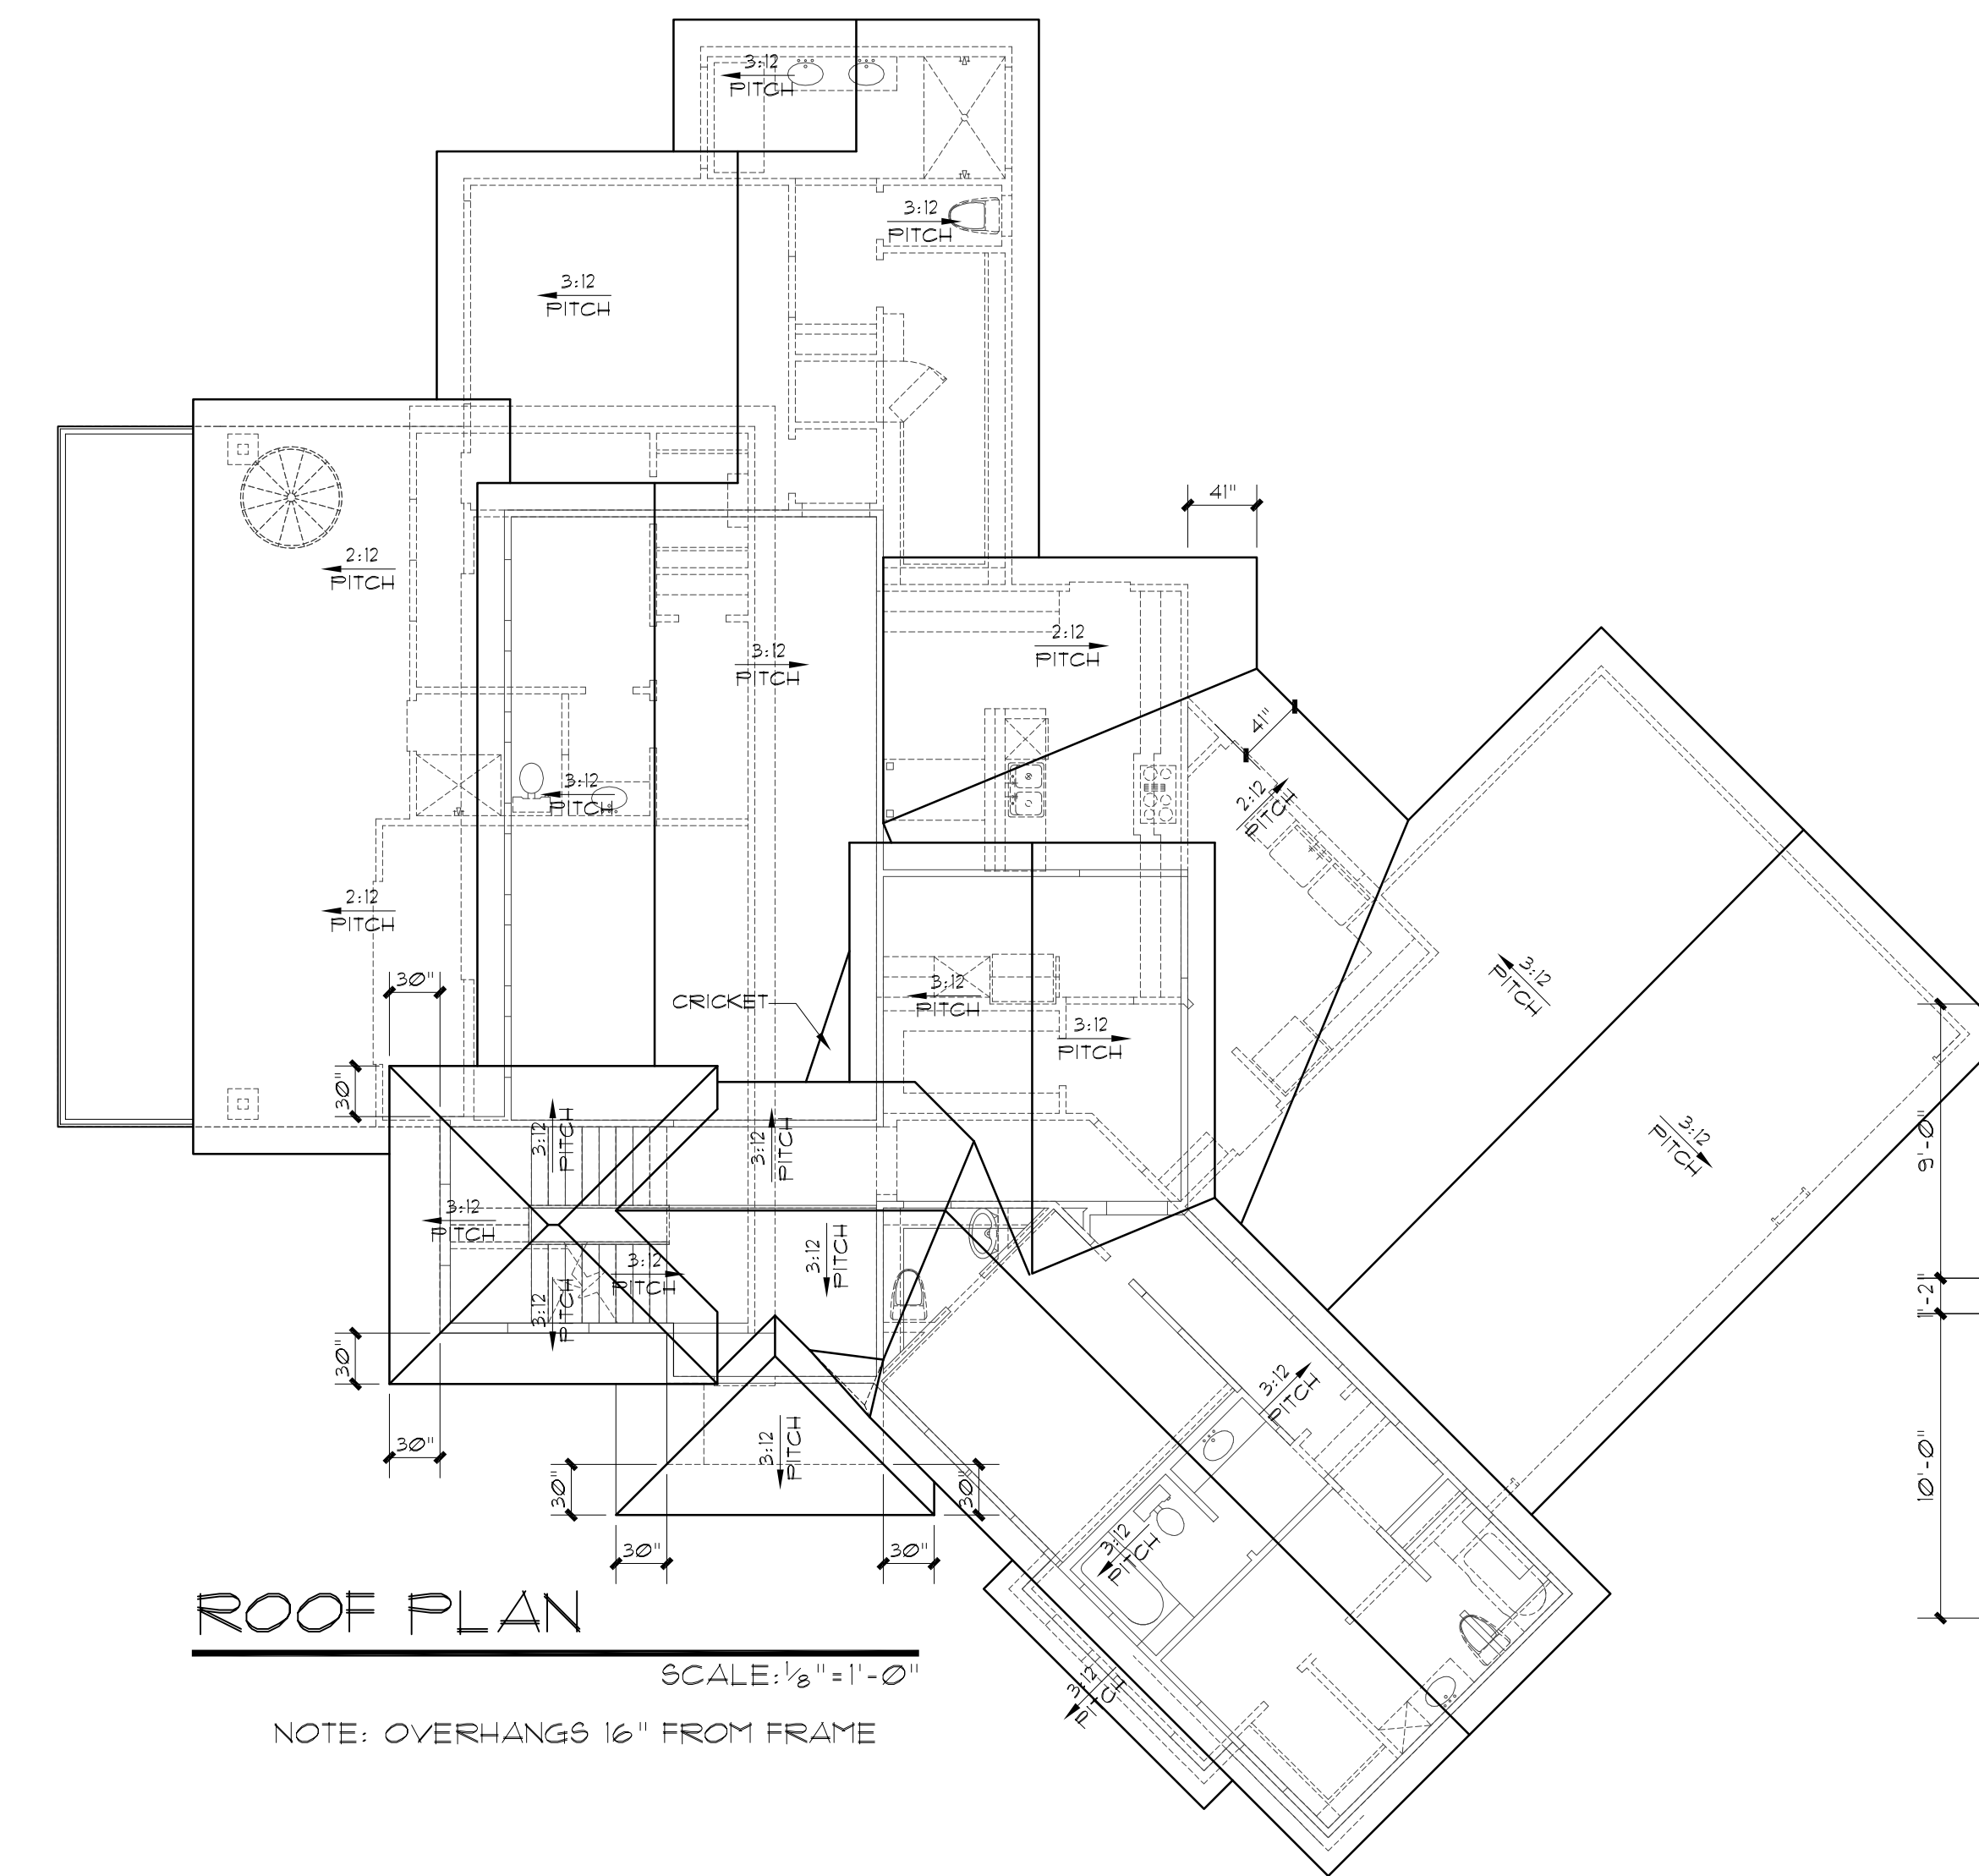 3:12
PITCH
3:12
PITCH
3:12
PITCH
41"
2:12
PITCH
2:12
PITCH
3:12
PITCH
41"
3:12
PITCH
2:12
PITCH
2:12
PITCH
30"
CRICKET
3:12
PITCH
3:12
PITCH
3:12
PITCH
30"
3:12
PITCH
3:12
PITCH
3:12
PITCH
9'-0"
3:12
PITCH
3:12
PITCH
3:12
PITCH
3:12
PITCH
1'-2"
30"
3:12
PITCH
30"
3:12
PITCH
10'-0"
30"
30"
30"
30"
3:12
PITCH
ROOF PLAN
SCALE: 1/8"=1'-0"
3:12
PITCH
NOTE: OVERHANGS 16" FROM FRAME